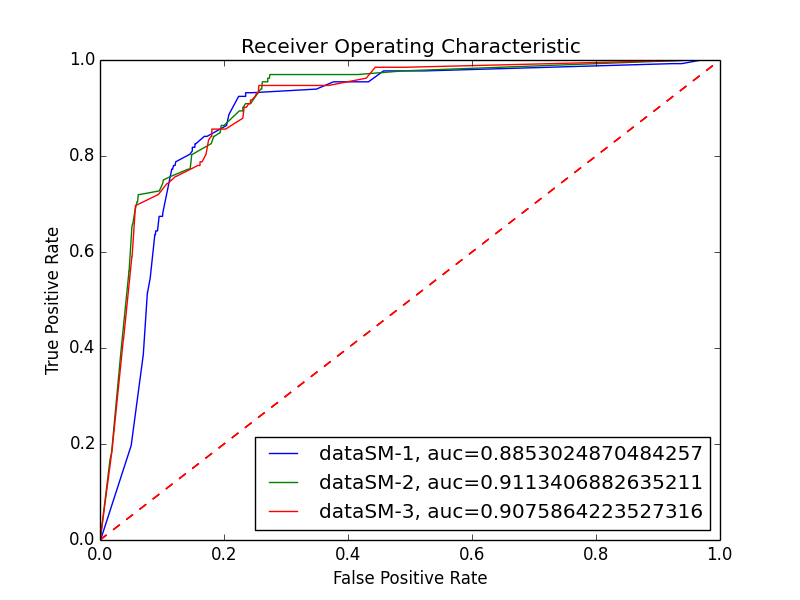 Receiver Operating Characteristic
1.0
0.8
0.6
0.4
0.2
0.0
True Positive Rate
dataSM-1, auc=0.8853024870484257
dataSM-2, auc=0.9113406882635211
dataSM-3, auc=0.9075864223527316
0.0 0.2 0.4 0.6 0.8 1.0
False Positive Rate